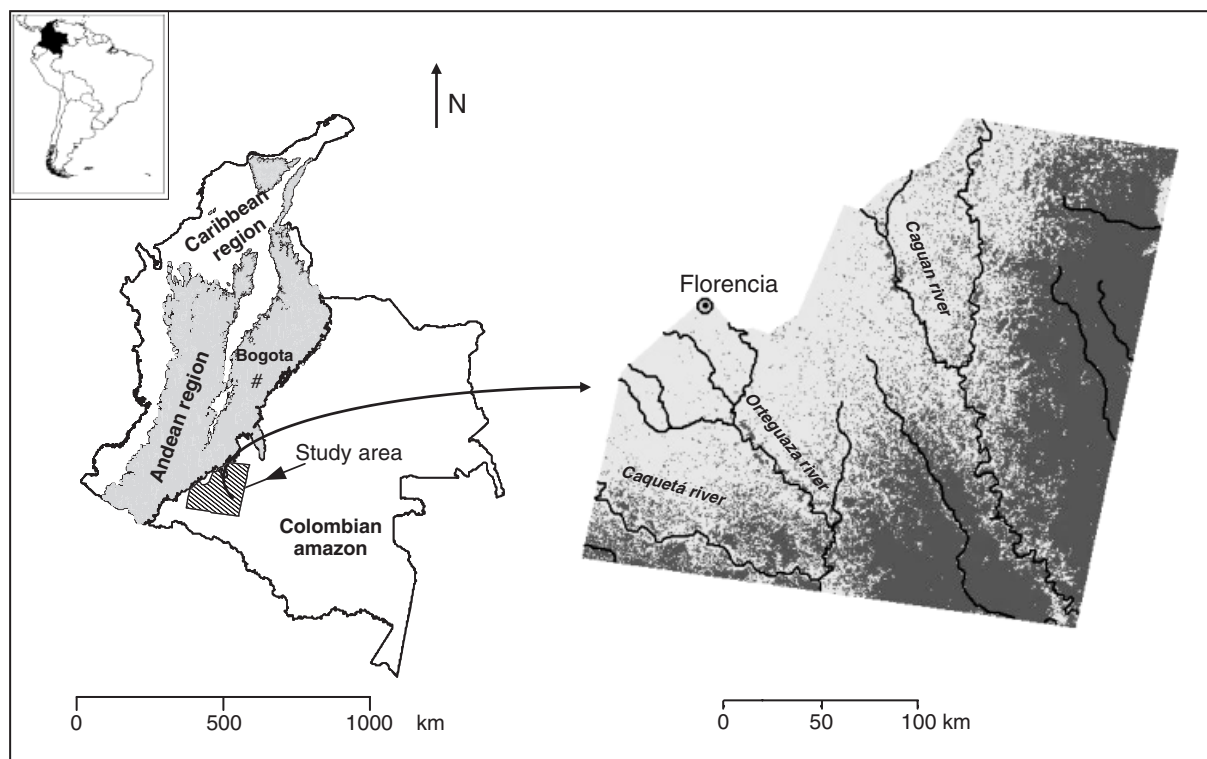 N
Caribbean
region
Bogota
#
Andean region
Study area
Colombian
amazon
0 500 1000 km
Florencia
Caguan river
Orteguaza river
Caquetá river
0 50 100 km